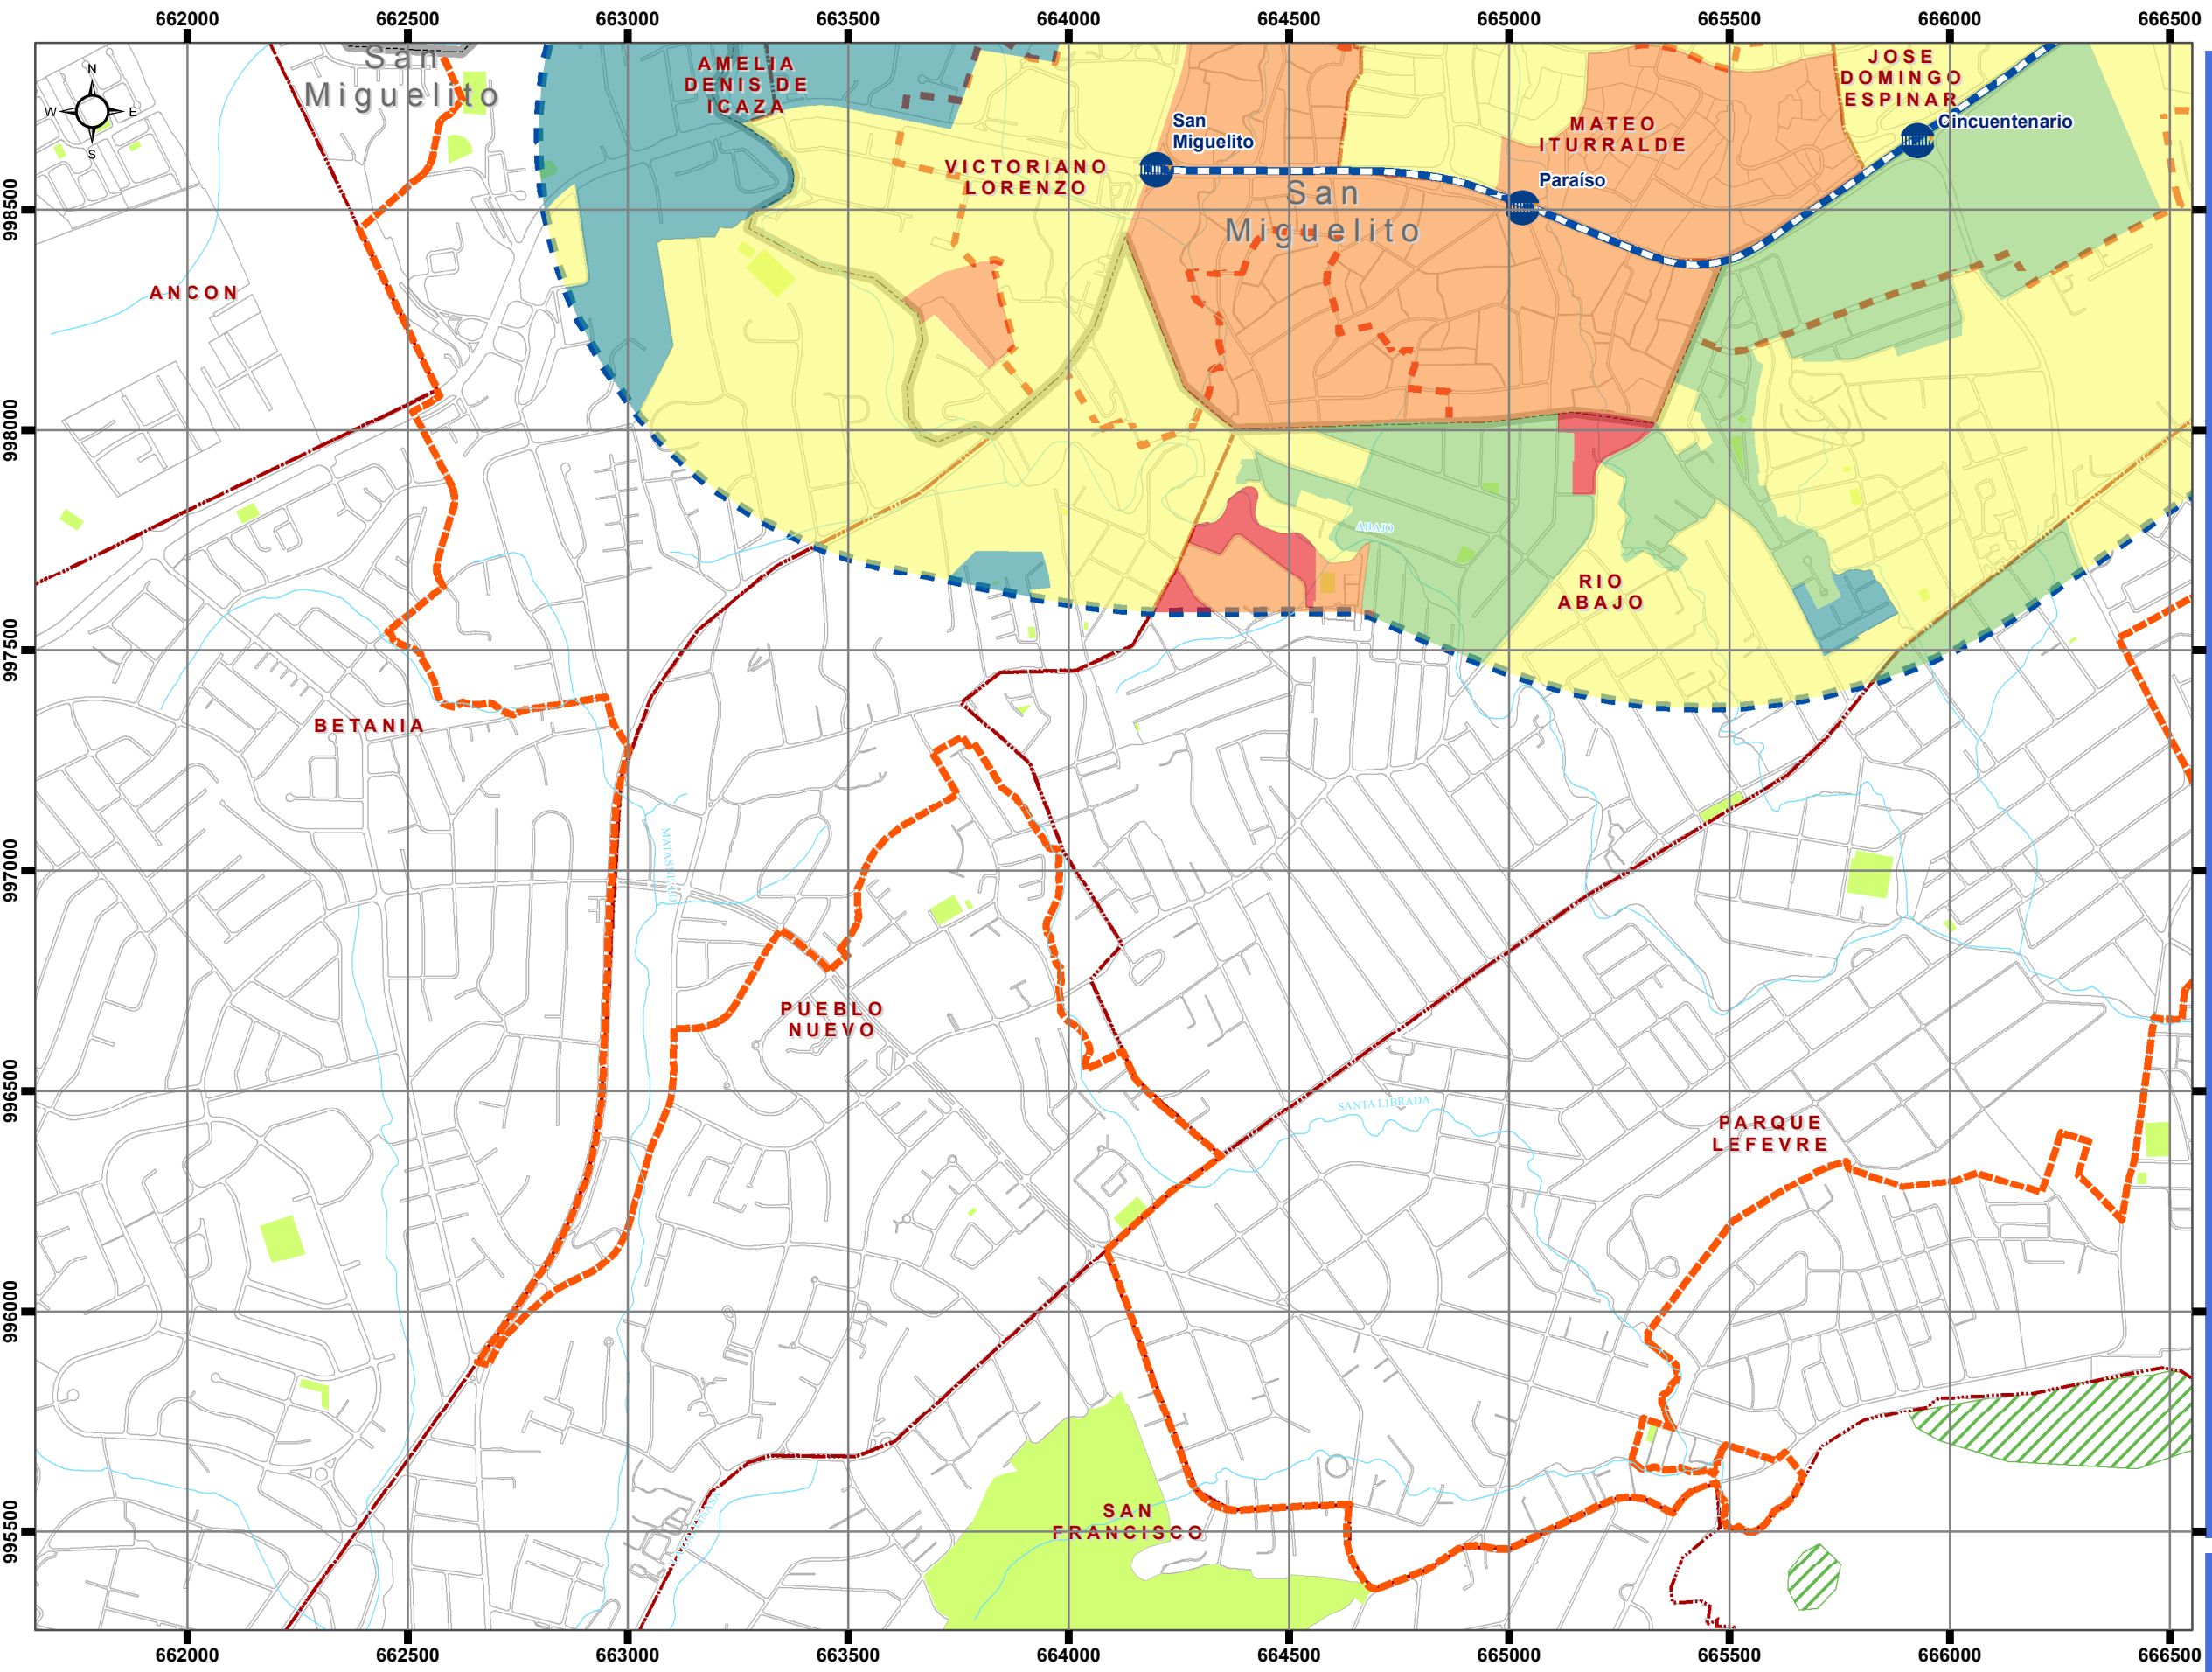 662000 662500 663000 663500 664000 664500 665000 665500 666000 666500
San
Miguelito
N
W E
S
AMELIA
DENIS DE
ICAZA
JOSE
DOMINGO
ESPINAR
San
Miguelito
Cincuentenario
MATEO
ITURRALDE
VICTORIANO
LORENZO
Paraíso
San
Miguelito
998500
ANCON
998000
ABAJO
RIO
ABAJO
997500
BETANIA
997000
MATASNILLO
PUEBLO
NUEVO
996500
SANTA LIBRADA
PARQUE
LEFEVRE
996000
SAN
FRANCISCO
995500
662000 662500 663000 663500 664000 664500 665000 665500 666000 666500